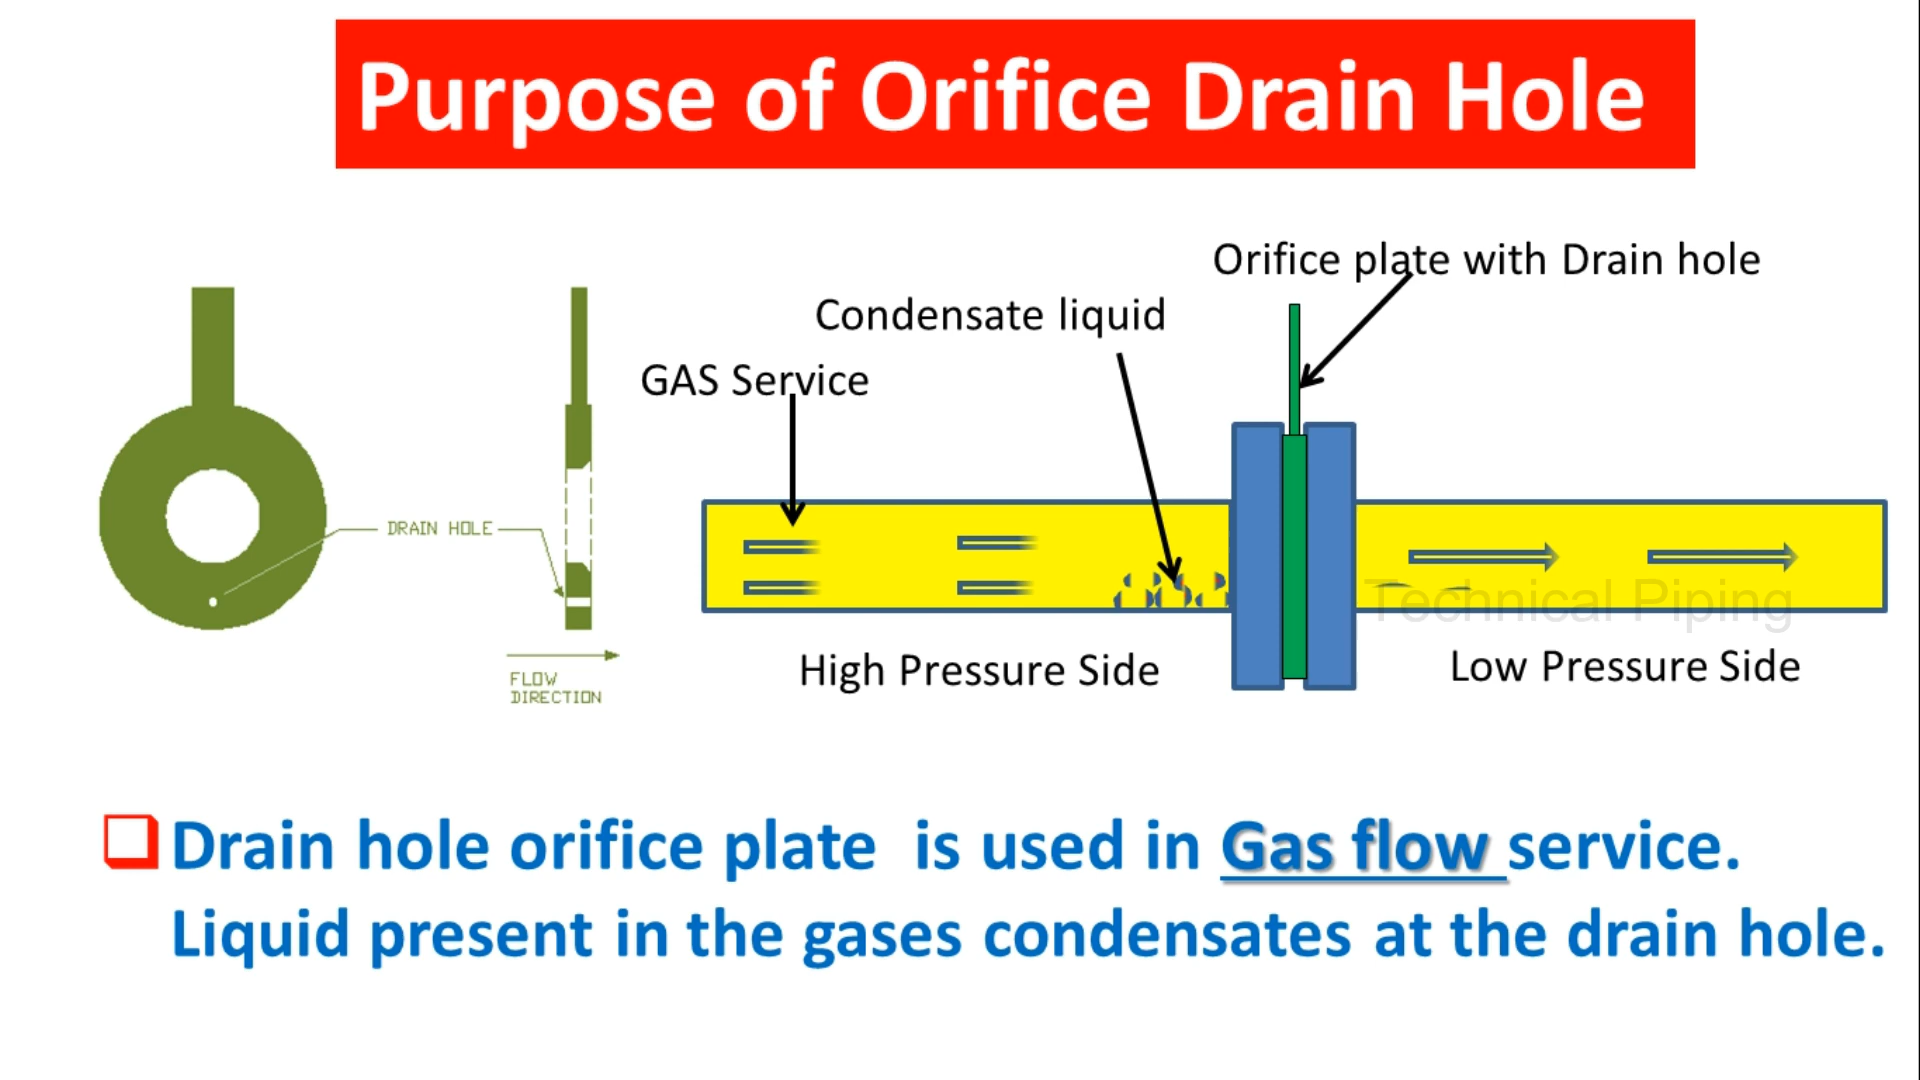 Purpose of Orifice Drain Hole
Orifice plate with Drain hole
Condensate liquid
GAS Service
DRAIN HOLE
Technical Piping
High Pressure Side
Low Pressure Side
FLOW
DIRECTION
Drain hole orifice plate is used in Gas flow service.
Liquid present in the gases condensates at the drain hole.